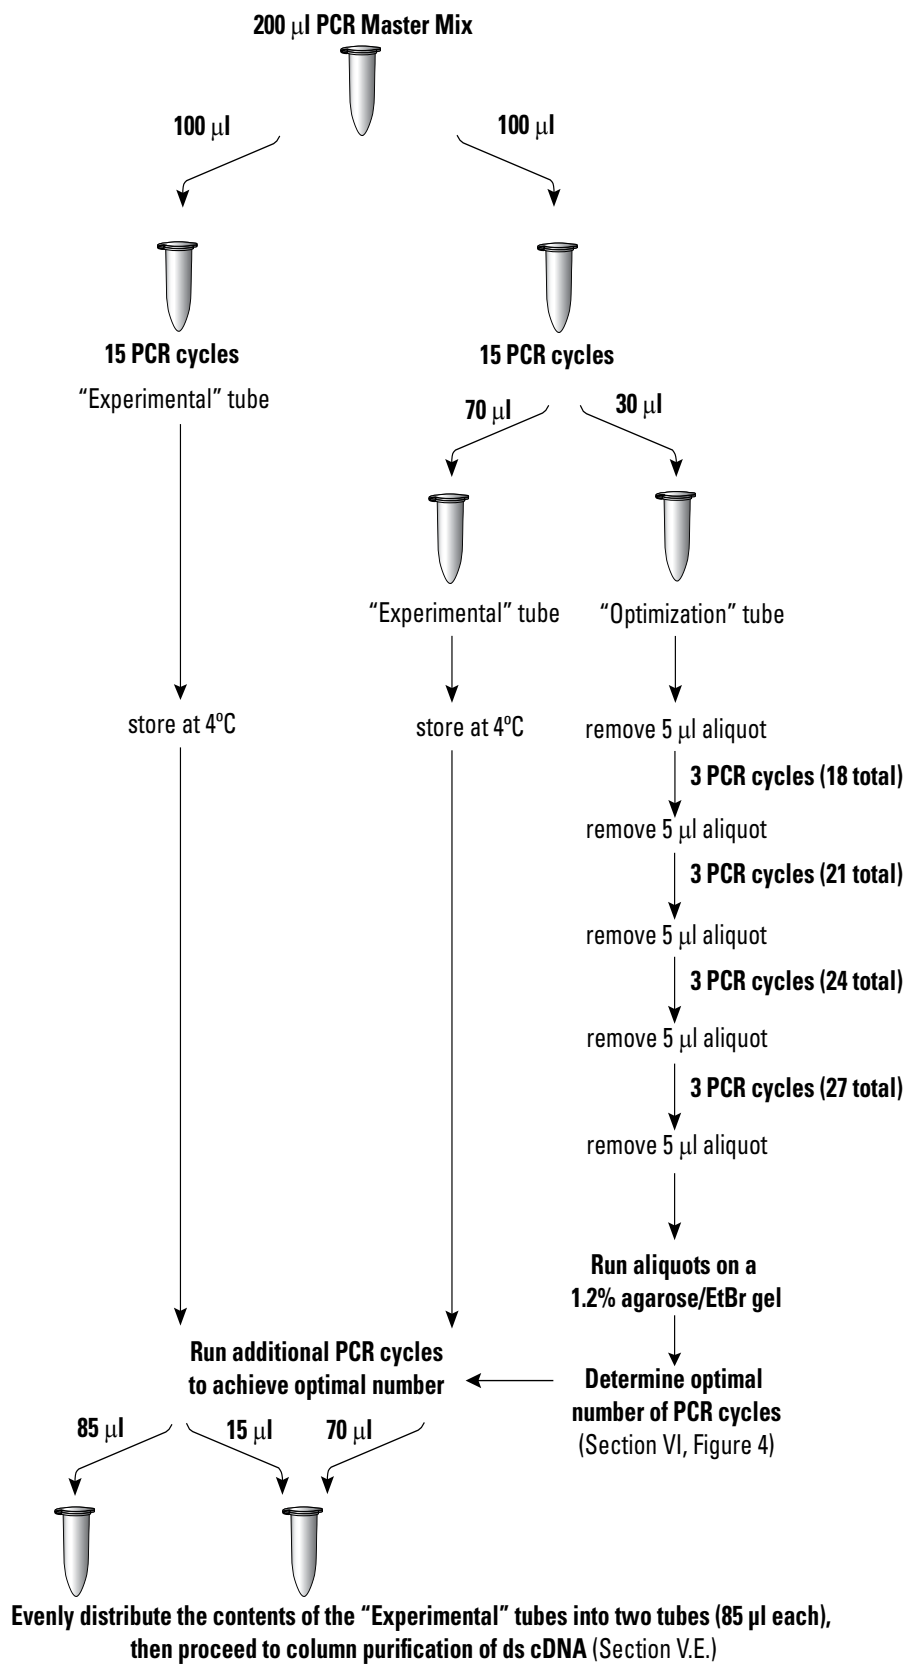 200 μl PCR Master Mix
100 μl
100 μl
15 PCR cycles
“Experimental” tube
15 PCR cycles
70 μl
30 μl
“Experimental” tube
“Optimization” tube
store at 4ºC
store at 4ºC
remove 5 μl aliquot
3 PCR cycles (18 total)
remove 5 μl aliquot
3 PCR cycles (21 total)
remove 5 μl aliquot
3 PCR cycles (24 total)
remove 5 μl aliquot
3 PCR cycles (27 total)
remove 5 μl aliquot
Run aliquots on a
1.2% agarose/EtBr gel
Run additional PCR cycles
to achieve optimal number
Determine optimal
number of PCR cycles
(Section VI, Figure 4)
85 μl
15 μl
70 μl
Evenly distribute the contents of the “Experimental” tubes into two tubes (85 μl each),
then proceed to column purification of ds cDNA (Section V.E.)